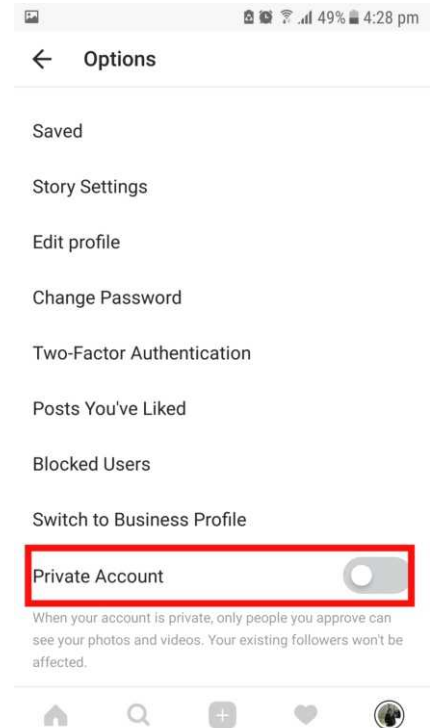 49% 4:28 pm
Options
Saved
Story Settings
Edit profile
Change Password
Two-Factor Authentication
Posts You've Liked
Blocked Users
Switch to Business Profile
Private Account
When your account is private, only people you approve can
see your photos and videos. Your existing followers won't be
affected.